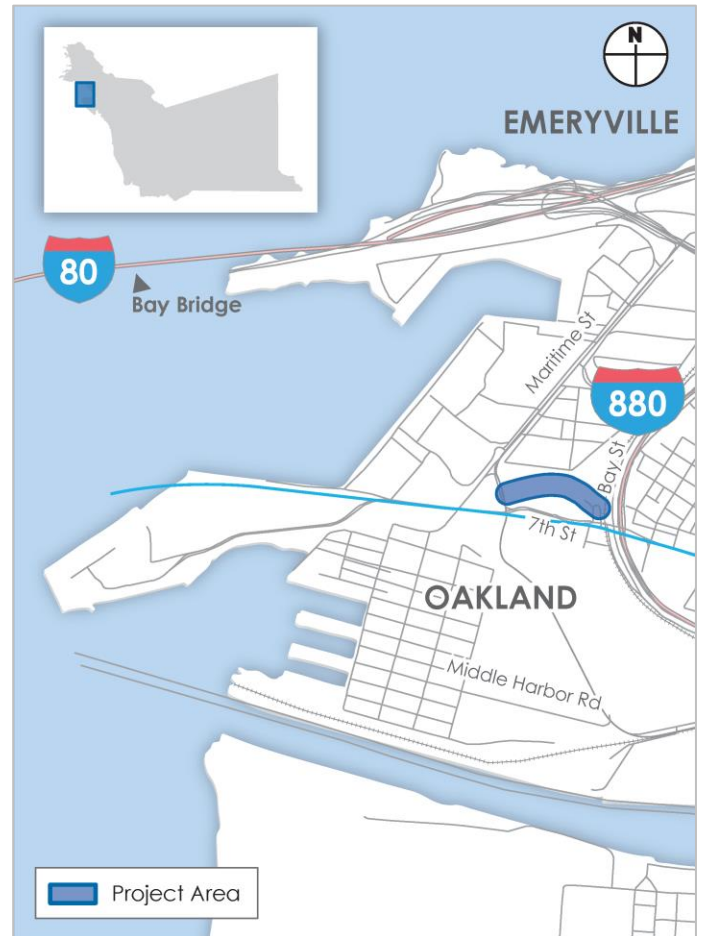 N
EMERYVILLE
80
Bay Bridge
Maritime St
880
Bay St
7th St
OAKLAND
Middle Harbor Rd
Project Area